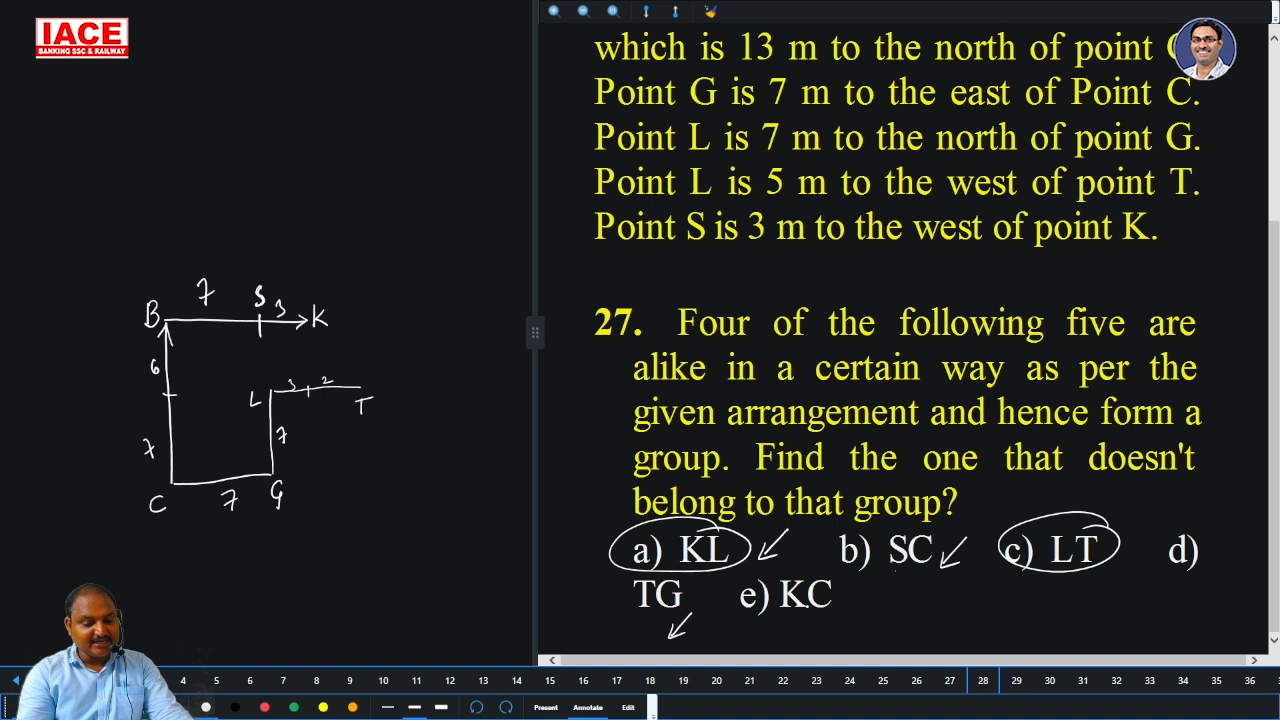 IACE
BANKING SSC & RAILWAY
which is 13 m to the north of point
Point G is 7 m to the east of Point C.
Point L is 7 m to the north of point G.
Point L is 5 m to the west of point T.
Point S is 3 m to the west of point K.
27. Four of the following five are
alike in a certain way as per the
given arrangement and hence form a
group. Find the one that doesn't
belong to that group?
a) KL b) SC c) LT d)
TG e) KC
7 S 3
B K
6
3 2
L T
7 7
C 7 G
4 5 6 7 8 9 10 11 12 13 14 15 16 17 18 19 20 21 22 23 24 25 26 27 28 29 30 31 32 33 34 35 36
Present Annotate Edit